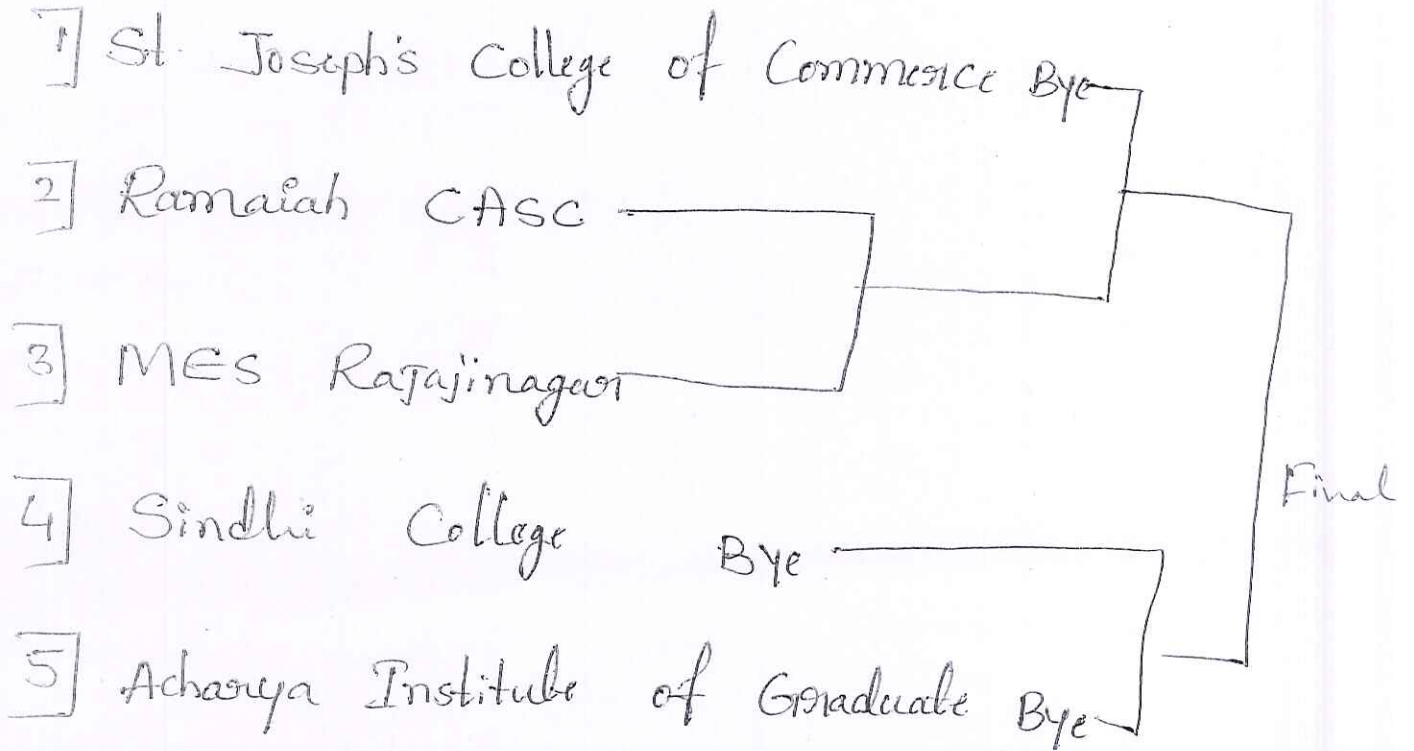 1] St. Joseph's College of Commerce Bye
2] Ramaiah CASC
3] MES Rajajinagar
4] Sindhi College Bye
Final
5] Acharya Institute of Graduate Bye